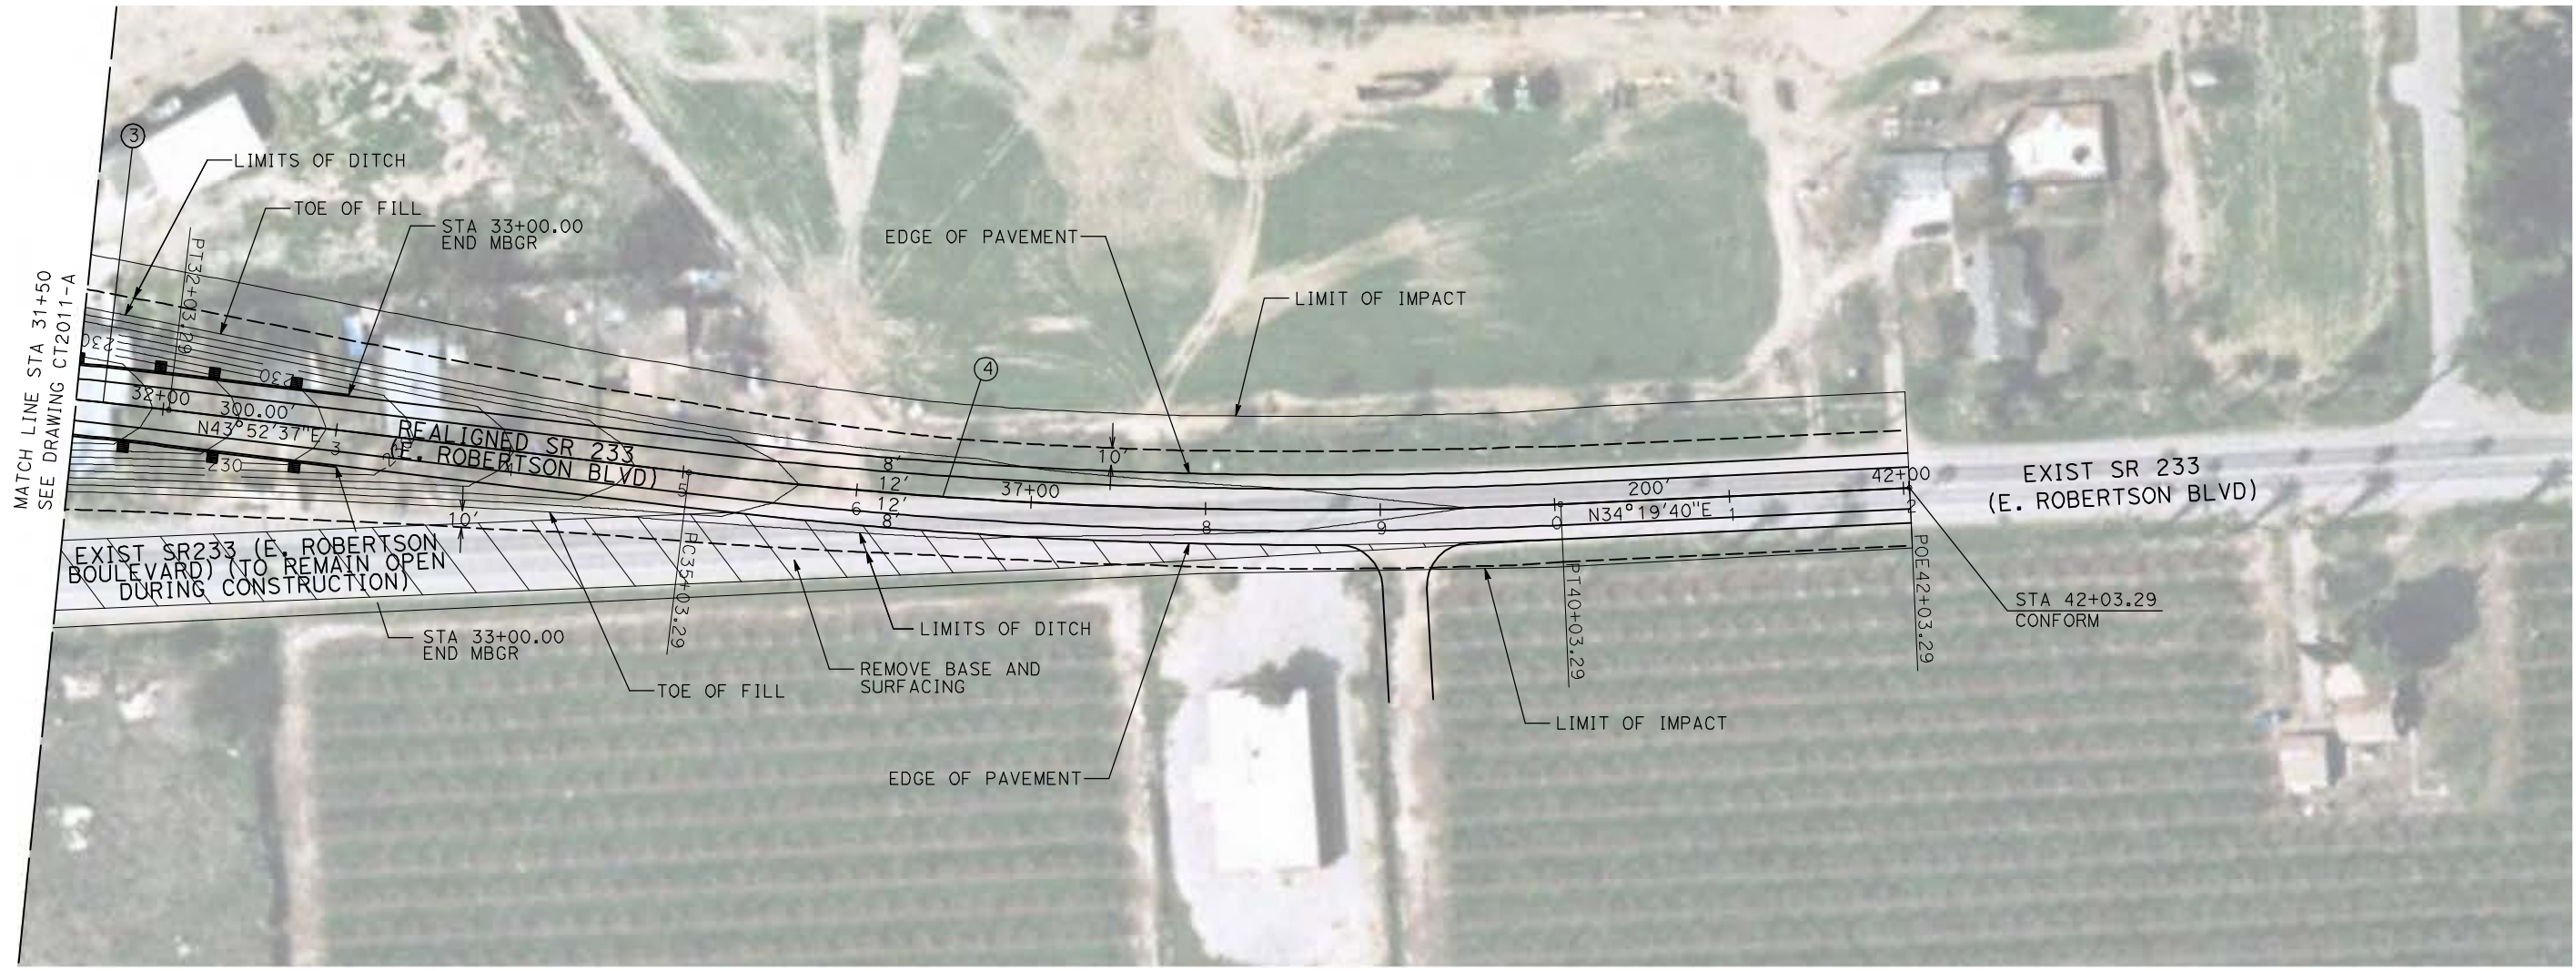 3
LIMITS OF DITCH
TOE OF FILL
STA 33+00.00
END MBGR
EDGE OF PAVEMENT
LIMIT OF IMPACT
MATCH LINE STA 31+50
SEE DRAWING CT2011-A
PT32+03.29
230
230
4
32+00
300.00'
N43°52'37"E
3
REALIGNED SR 233
(E. ROBERTSON BLVD)
4
230
5
8'
12'
12'
8'
6
37+00
10'
8
9
0
200'
N34°19'40"E
1
42+00
2
EXIST SR 233
(E. ROBERTSON BLVD)
10'
EXIST SR233 (E. ROBERTSON
BOULEVARD) (TO REMAIN OPEN
DURING CONSTRUCTION)
PC35+03.29
PT40+03.29
POE42+03.29
STA 42+03.29
CONFORM
STA 33+00.00
END MBGR
LIMITS OF DITCH
REMOVE BASE AND
SURFACING
TOE OF FILL
LIMIT OF IMPACT
EDGE OF PAVEMENT